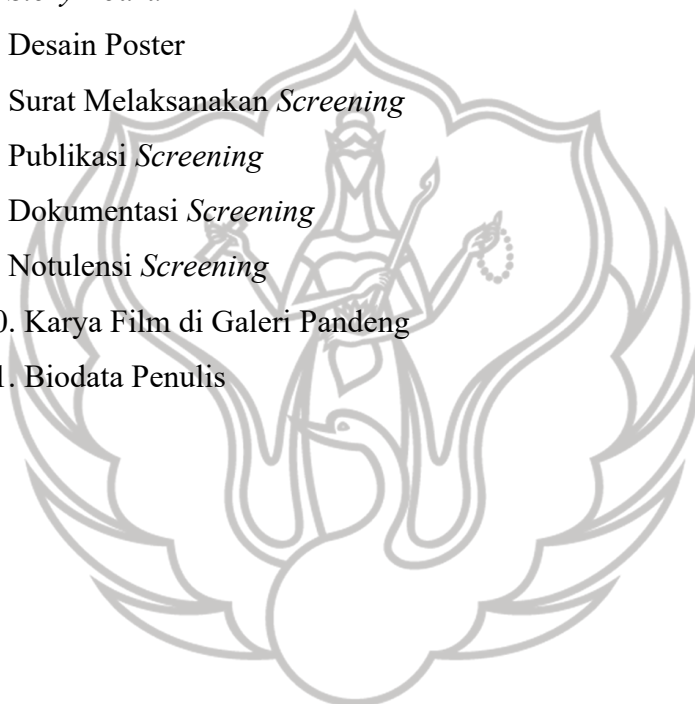 Desain Poster
Surat Melaksanakan Screening
Publikasi Screening
Dokumentasi Screening
Notulensi Screening
0. Karya Film di Galeri Pandeng
1. Biodata Penulis